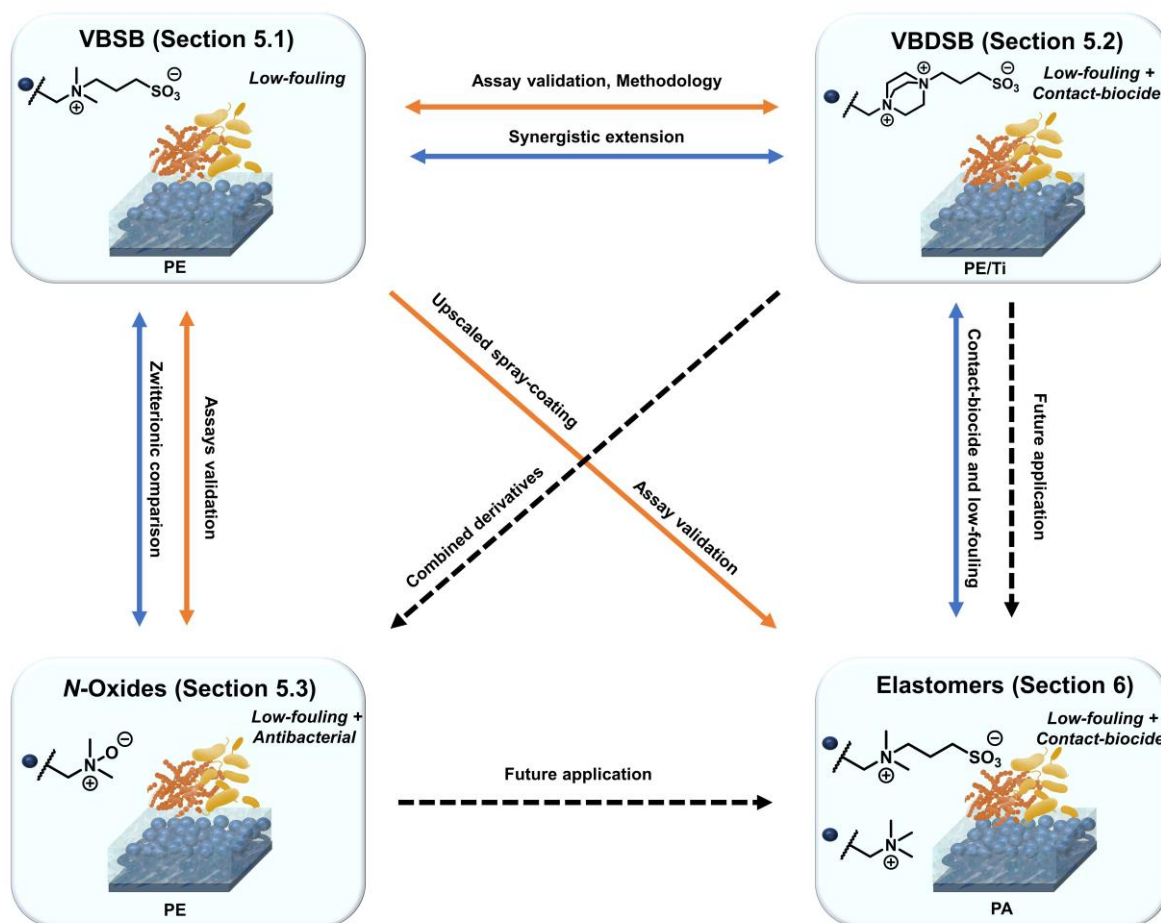 VBSB (Section 5.1)
Low-fouling
N
⊕
SO₃
⊖
PE
Assay validation, Methodology
Synergistic extension
VBDSB (Section 5.2)
Low-fouling +
Contact-biocide
N
⊕
N
⊕
SO₃
⊖
PE/Ti
Zwitterionic comparison
Assays validation
Upscaled spray-coating
Assay validation
Combined derivatives
Contact-biocide and low-fouling
Future application
N-Oxides (Section 5.3)
Low-fouling +
Antibacterial
N
⊕
O
⊖
PE
Future application
Elastomers (Section 6)
Low-fouling +
Contact-biocide
N
⊕
SO₃
⊖
N
⊕
PA